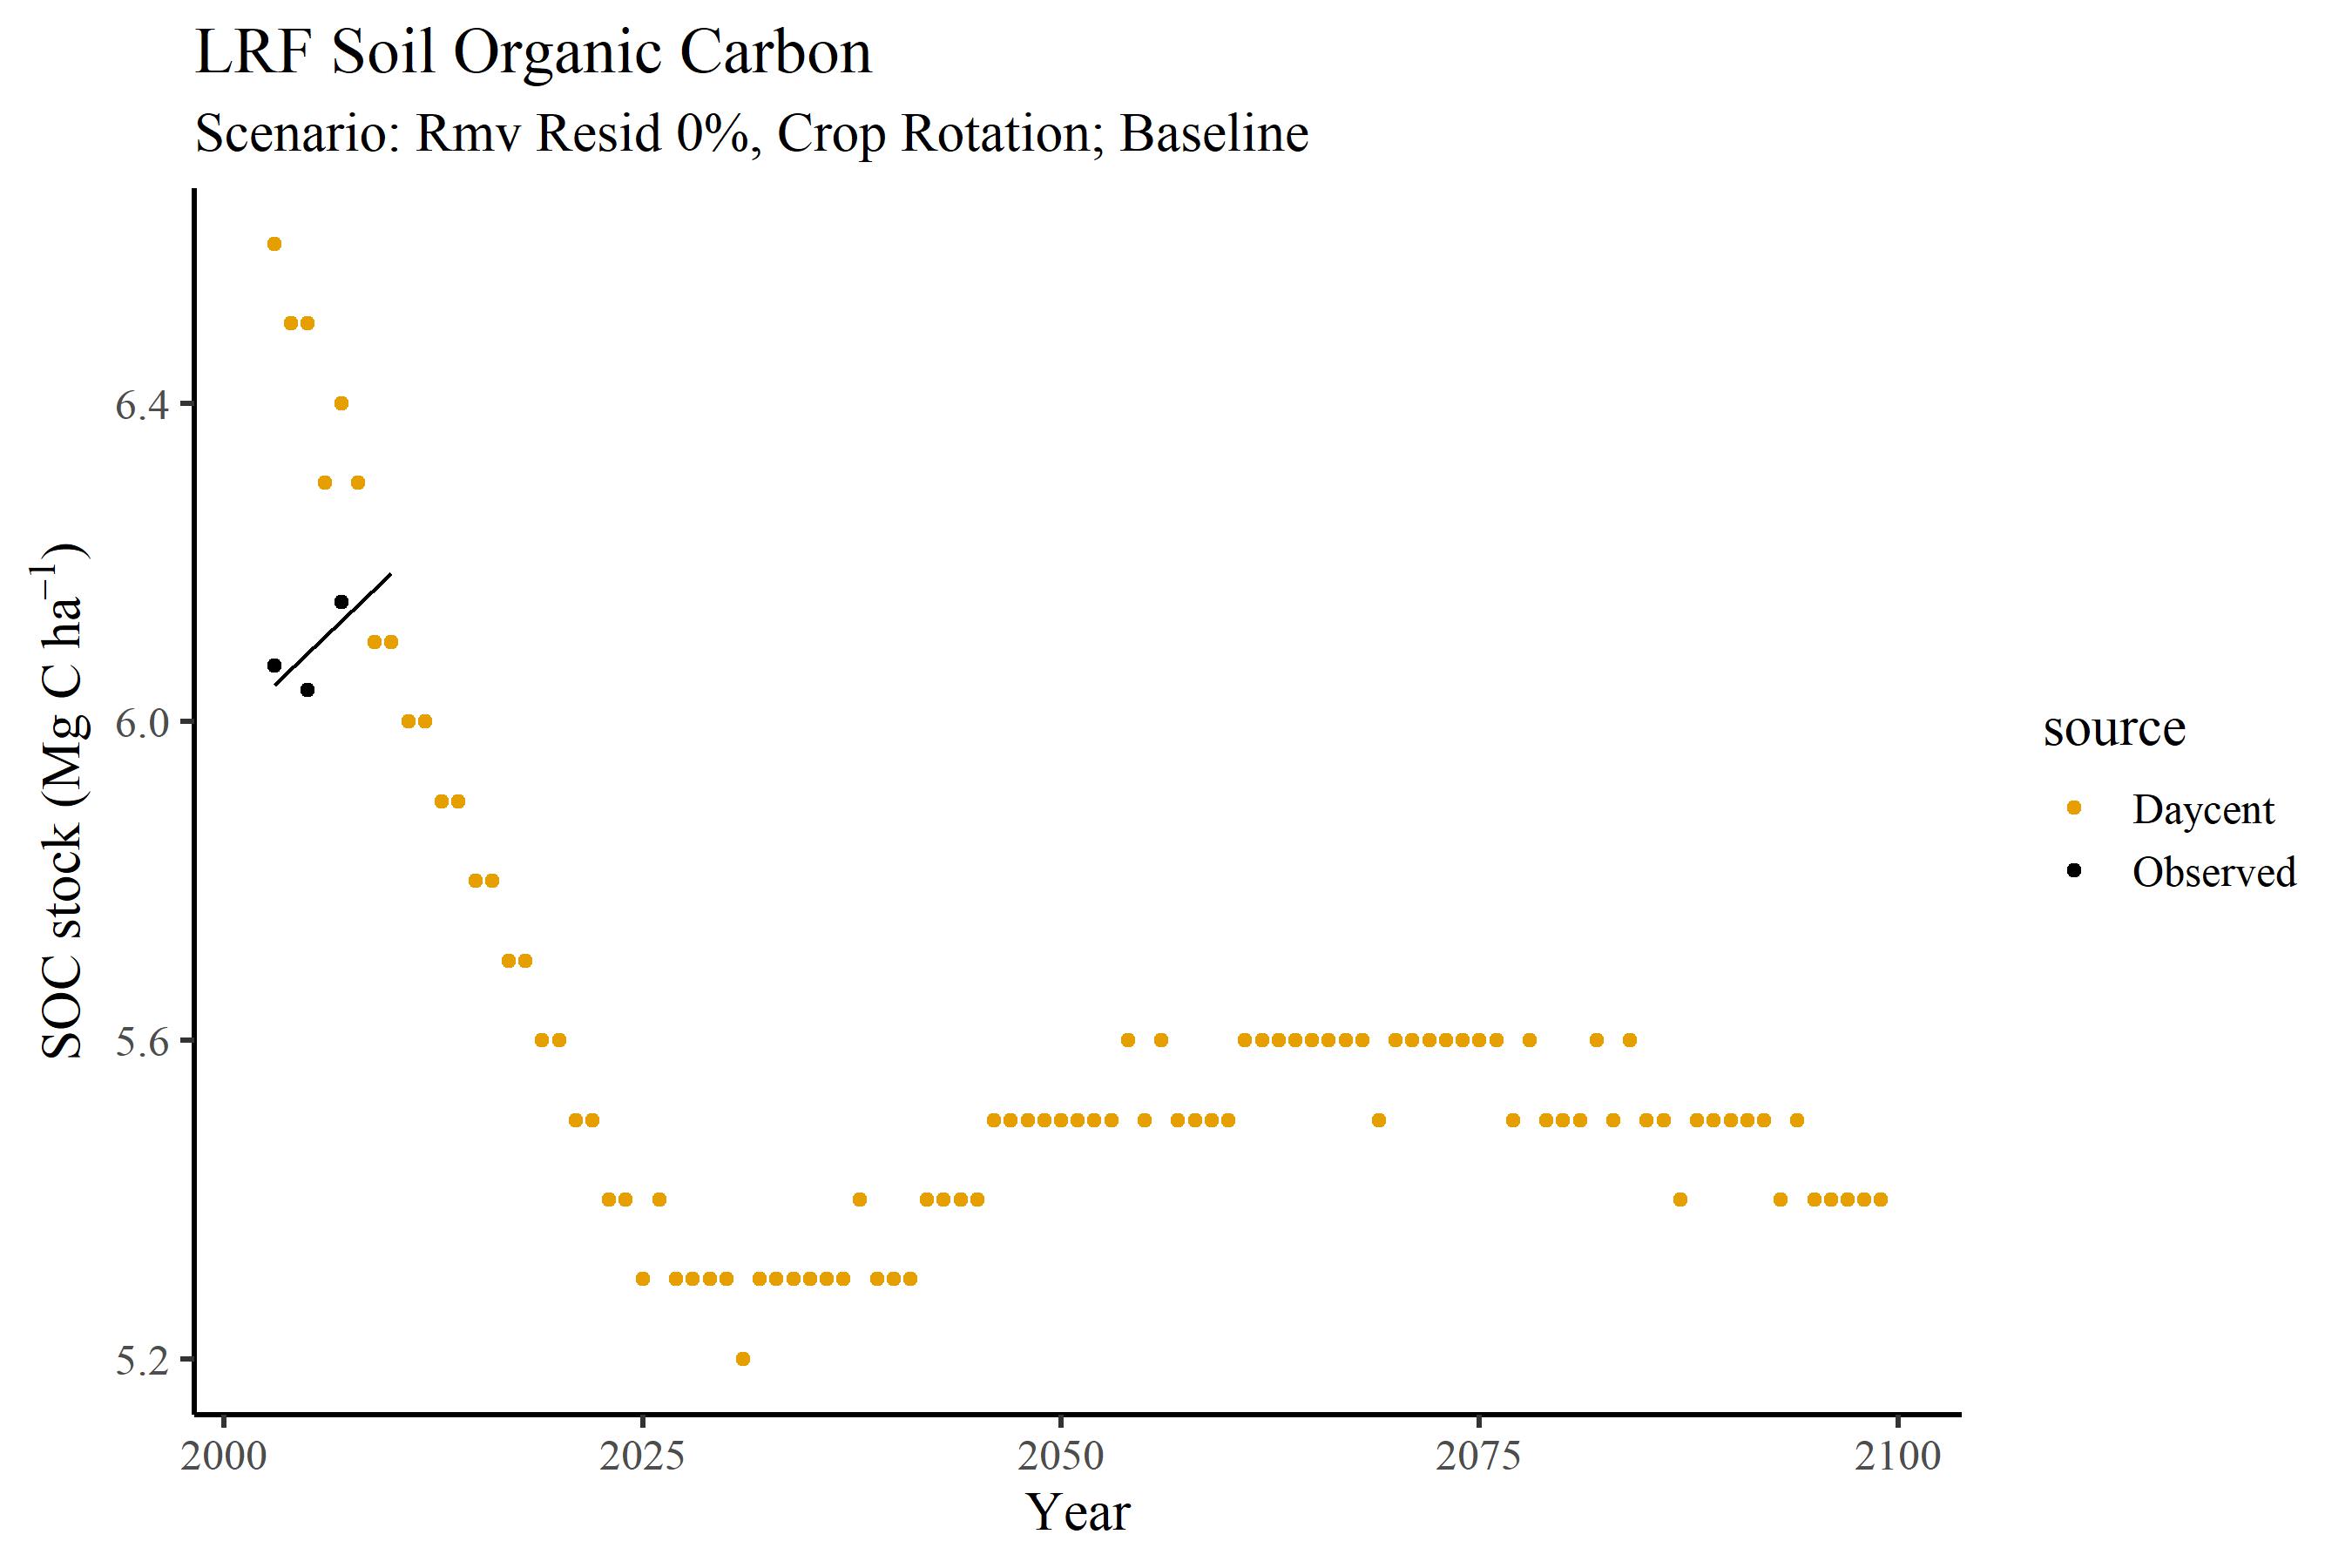 LRF Soil Organic Carbon
Scenario: Rmv Resid 0%, Crop Rotation; Baseline
SOC stock (Mg C ha⁻¹)
6.4
6.0
5.6
5.2
2000 2025 2050 2075 2100
Year
source
Daycent
Observed